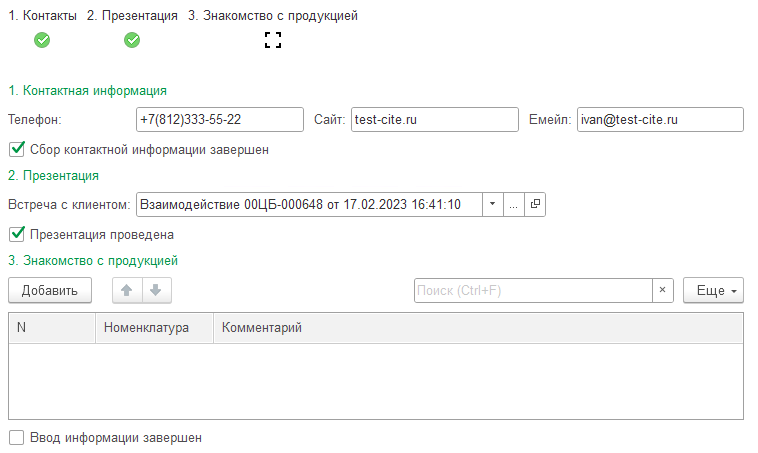 1. Контакты 2. Презентация 3. Знакомство с продукцией
1. Контактная информация
Телефон: +7(812)333-55-22 Сайт: test-cite.ru Емейл: ivan@test-cite.ru
Сбор контактной информации завершен
2. Презентация
Встреча с клиентом: Взаимодействие 00ЦБ-000648 от 17.02.2023 16:41:10 ...
Презентация проведена
3. Знакомство с продукцией
Добавить Поиск (Ctrl+F) × Еще
N Номенклатура Комментарий
Ввод информации завершен